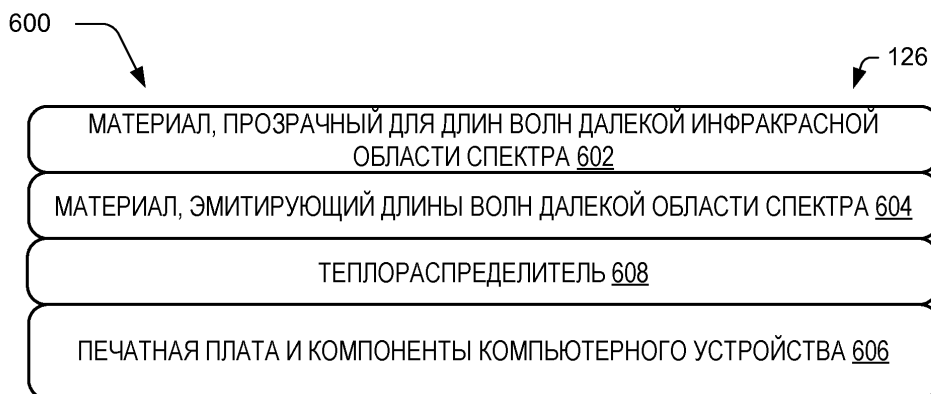 600
126
МАТЕРИАЛ, ПРОЗРАЧНЫЙ ДЛЯ ДЛИН ВОЛН ДАЛЕКОЙ ИНФРАКРАСНОЙ
ОБЛАСТИ СПЕКТРА 602
МАТЕРИАЛ, ЭМИТИРУЮЩИЙ ДЛИНЫ ВОЛН ДАЛЕКОЙ ОБЛАСТИ СПЕКТРА 604
ТЕПЛОРАСПРЕДЕЛИТЕЛЬ 608
ПЕЧАТНАЯ ПЛАТА И КОМПОНЕНТЫ КОМПЬЮТЕРНОГО УСТРОЙСТВА 606